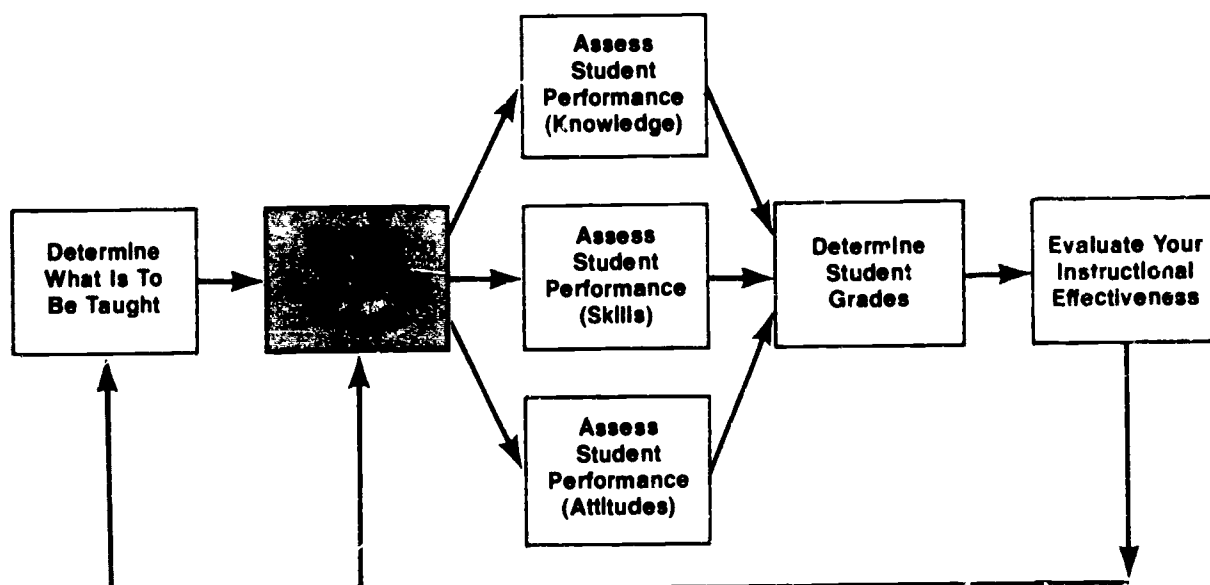 Assess
Student
Performance
(Knowledge)
Determine
What Is To
Be Taught
Assess
Student
Performance
(Skills)
Determine
Student
Grades
Evaluate Your
Instructional
Effectiveness
Assess
Student
Performance
(Attitudes)